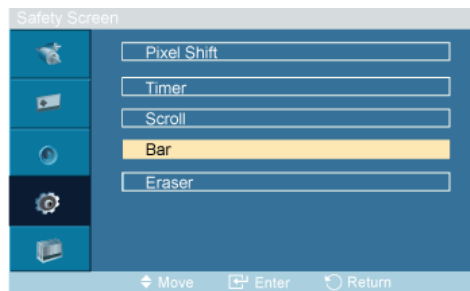 Safety Screen
Pixel Shift
Timer
Scroll
Bar
Eraser
Move Enter Return